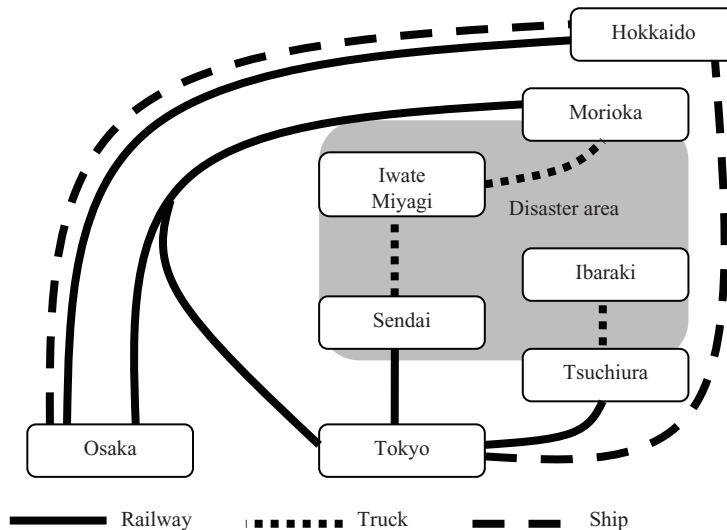 Hokkaido
Morioka
Iwate
Miyagi
Disaster area
Ibaraki
Sendai
Tsuchiura
Osaka
Tokyo
Railway
Truck
Ship